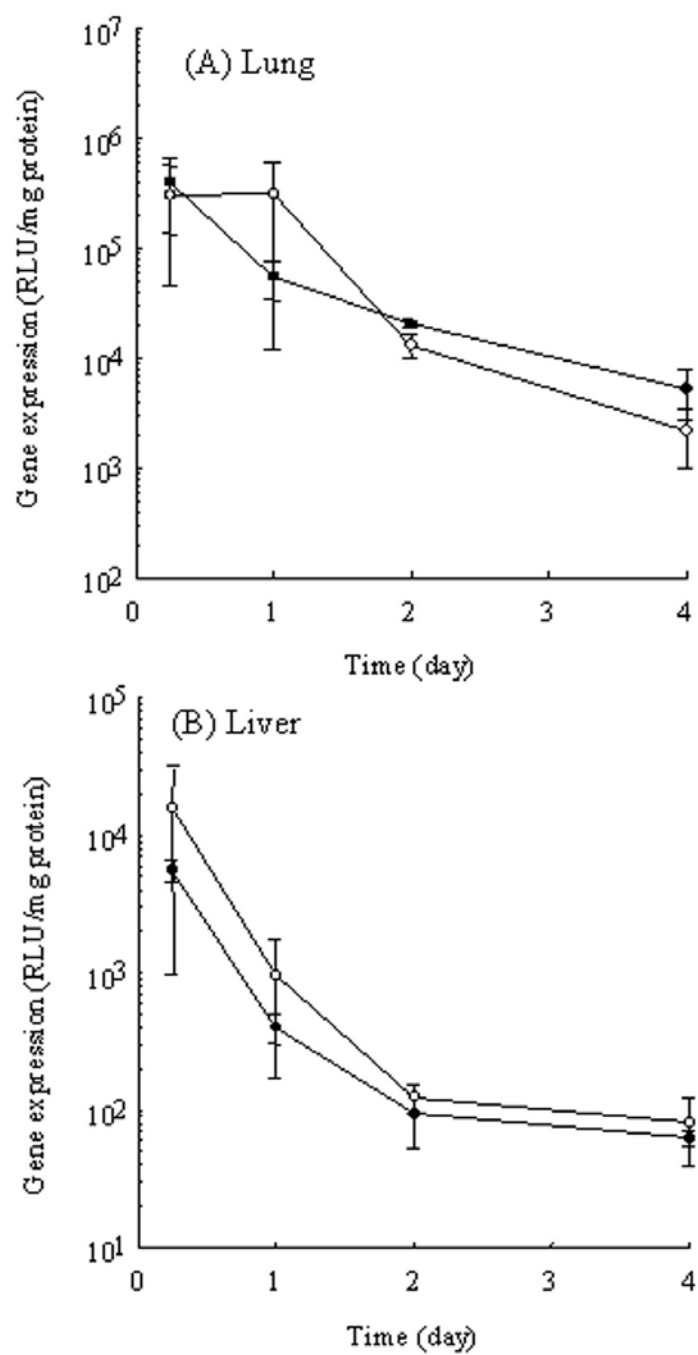 (A) Lung
Gene expression (RLU/mg protein)
10⁷
10⁶
10⁵
10⁴
10³
10²
0 1 2 3 4
Time (day)
(B) Liver
Gene expression (RLU/mg protein)
10⁵
10⁴
10³
10²
10¹
0 1 2 3 4
Time (day)